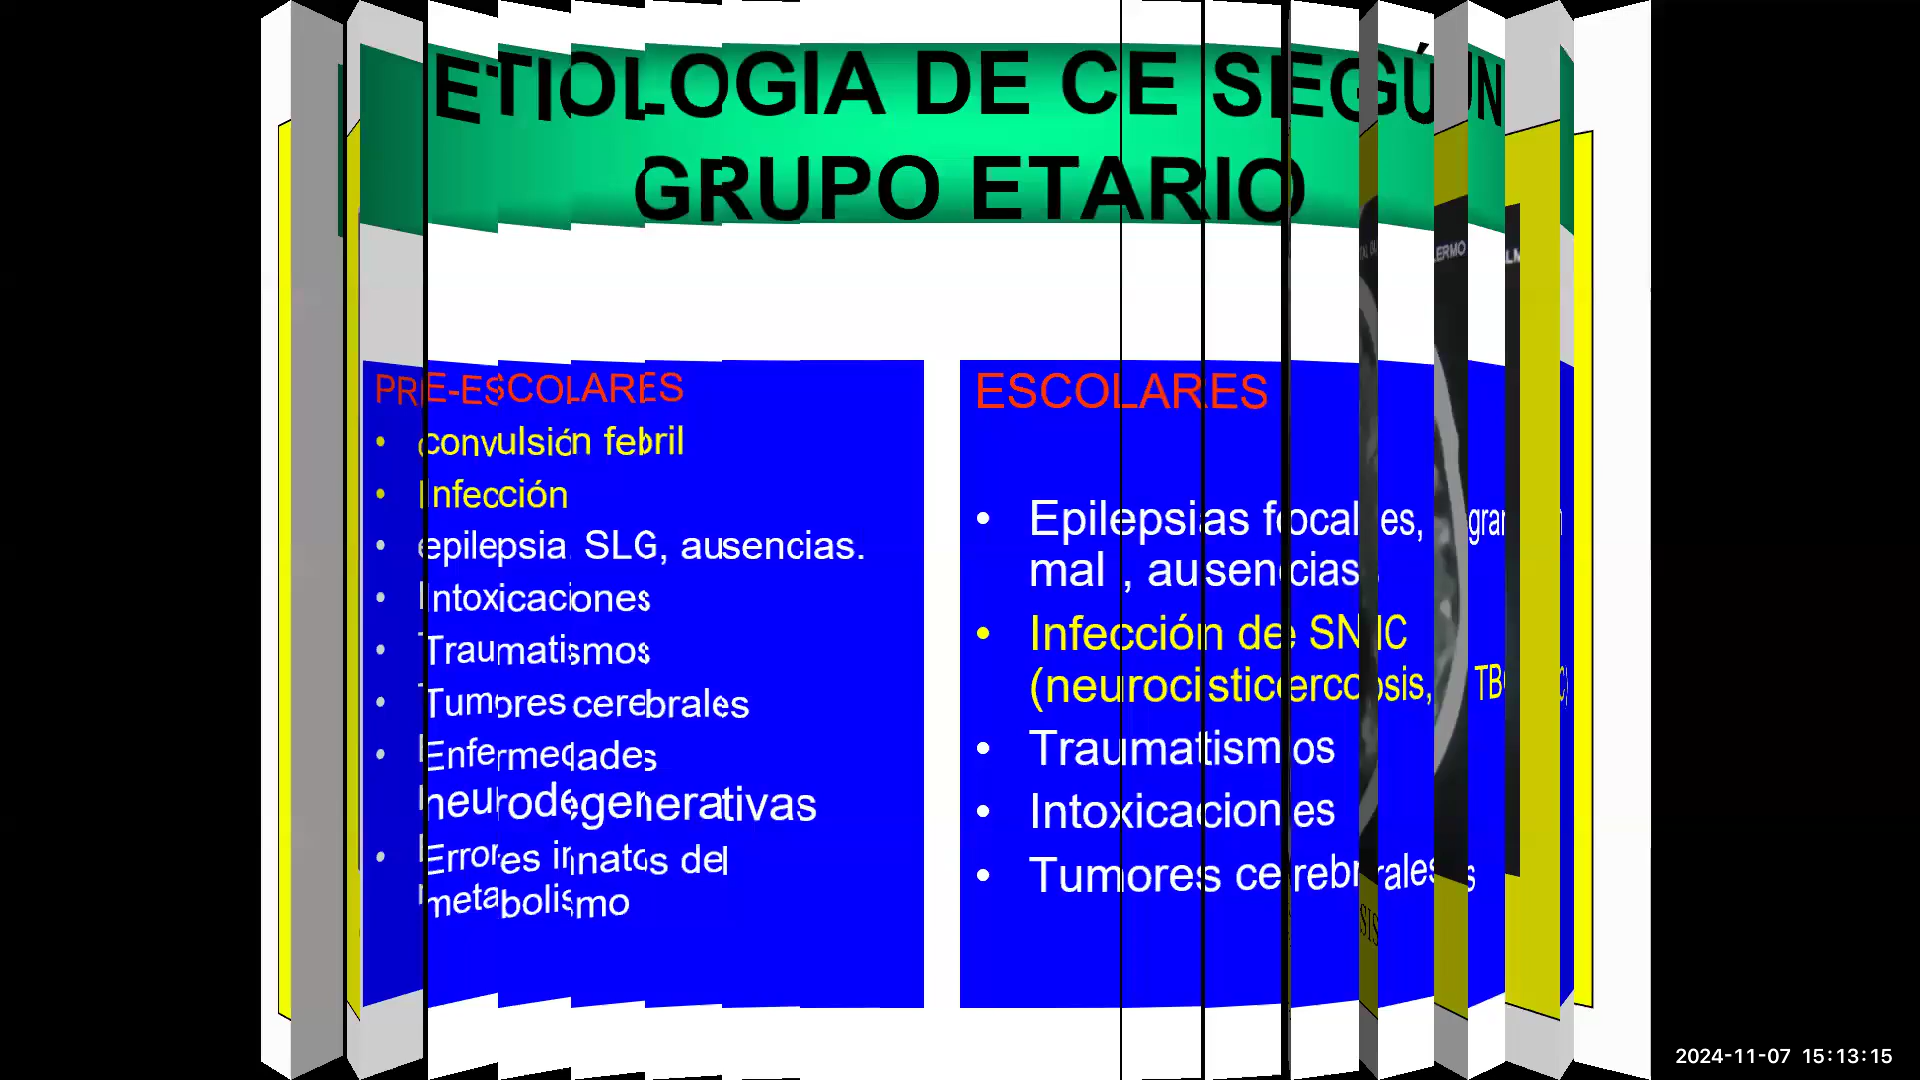 ETIOLOGIA DE CE SEGÚN
GRUPO ETARIO
PRE-ESCOLARES
• convulsión febril
• Infección
• epilepsia SLG, ausencias.
• Intoxicaciones
• Traumatismos
• Tumores cerebrales
• Enfermedades
neurodegenerativas
• Errores innatos del
metabolismo
ESCOLARES
• Epilepsias focales, gran
mal , ausencias
• Infección de SNC
(neurocisticercosis,
• Traumatismos
• Intoxicaciones
• Tumores cerebrales
2024-11-07 15:13:15